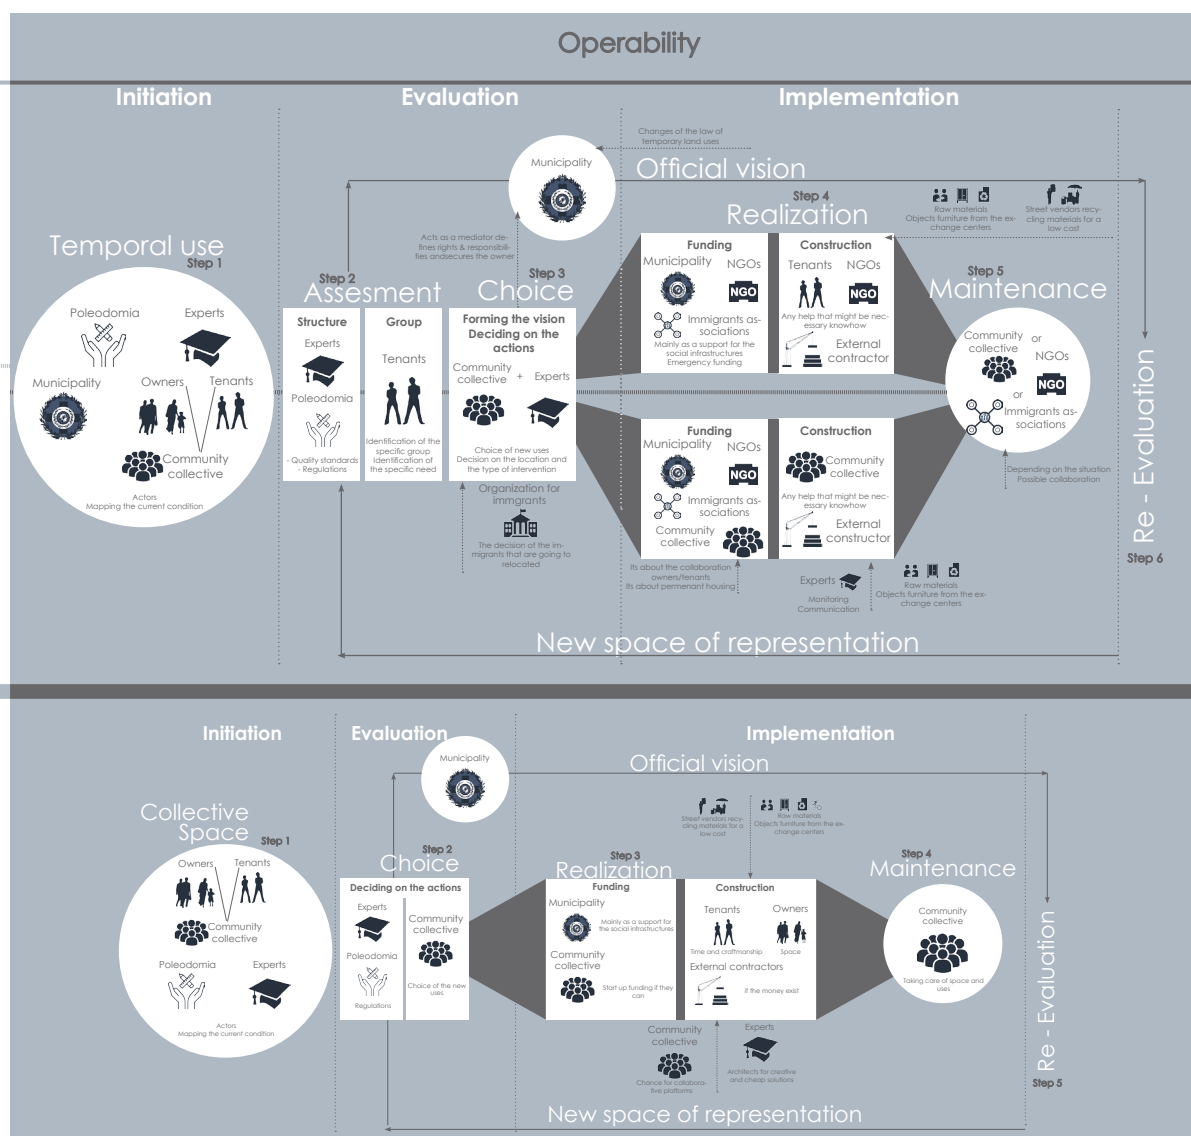 Operability
Initiation
Evaluation
Implementation
Changes of the law of
temporary land uses
Municipality
Official vision
Step 4
Realization
Raw materials
Objects furniture from the ex-
change centers
Street vendors recy-
cling materials for a
low cost
Acts as a mediator de-
fines rights & responsibili-
ties andsecures the owner
Temporal use
Step 1
Poleodomia
Experts
Municipality
Owners
Tenants
Community
collective
Actors
Mapping the current condition
Step 2
Assesment
Structure
Experts
Poleodomia
- Quality standards
- Regulations
Group
Tenants
Identification of the
specific group
Identification of
the specific need
Step 3
Choice
Forming the vision
Deciding on the
actions
Community
collective
+
Experts
Choice of new uses
Decision on the location and
the type of intervention
Organization for
immigrants
The decision of the im-
migrants that are going to
relocated
Funding
Municipality
NGOs
NGO
Immigrants as-
sociations
Mainly as a support for the
social infrastructures
Emergency funding
Construction
Tenants
NGOs
NGO
Any help that might be nec-
essary knowhow
External
contractor
Funding
Municipality
NGOs
NGO
Immigrants as-
sociations
Community
collective
Its about the collaboration
owners/tenants
Its about permenant housing
Construction
Community
collective
Any help that might be nec-
essary knowhow
External
constructor
Experts
Monitoring
Communication
Raw materials
Objects furniture from the ex-
change centers
Step 5
Maintenance
Community
collective
or
NGOs
NGO
or
Immigrants as-
sociations
Depending on the situation
Possible collaboration
Re - Evaluation
Step 6
New space of representation
Initiation
Evaluation
Implementation
Municipality
Official vision
Collective
Space
Step 1
Owners
Tenants
Community
collective
Poleodomia
Experts
Actors
Mapping the current condition
Step 2
Choice
Deciding on the actions
Experts
Poleodomia
Regulations
Community
collective
Choice of the new
uses
Street vendors recy-
cling materials for a
low cost
Raw materials
Objects furniture from the ex-
change centers
Step 3
Realization
Funding
Municipality
Mainly as a support for
the social infrastructures
Community
collective
Start up funding if they
can
Construction
Tenants
Owners
Time and craftmanship
Space
External contractors
if the money exist
Community
collective
Chance for collabora-
tive platforms
Experts
Architects for creative
and cheap solutions
Step 4
Maintenance
Community
collective
Taking care of space and
uses
Re - Evaluation
Step 5
New space of representation